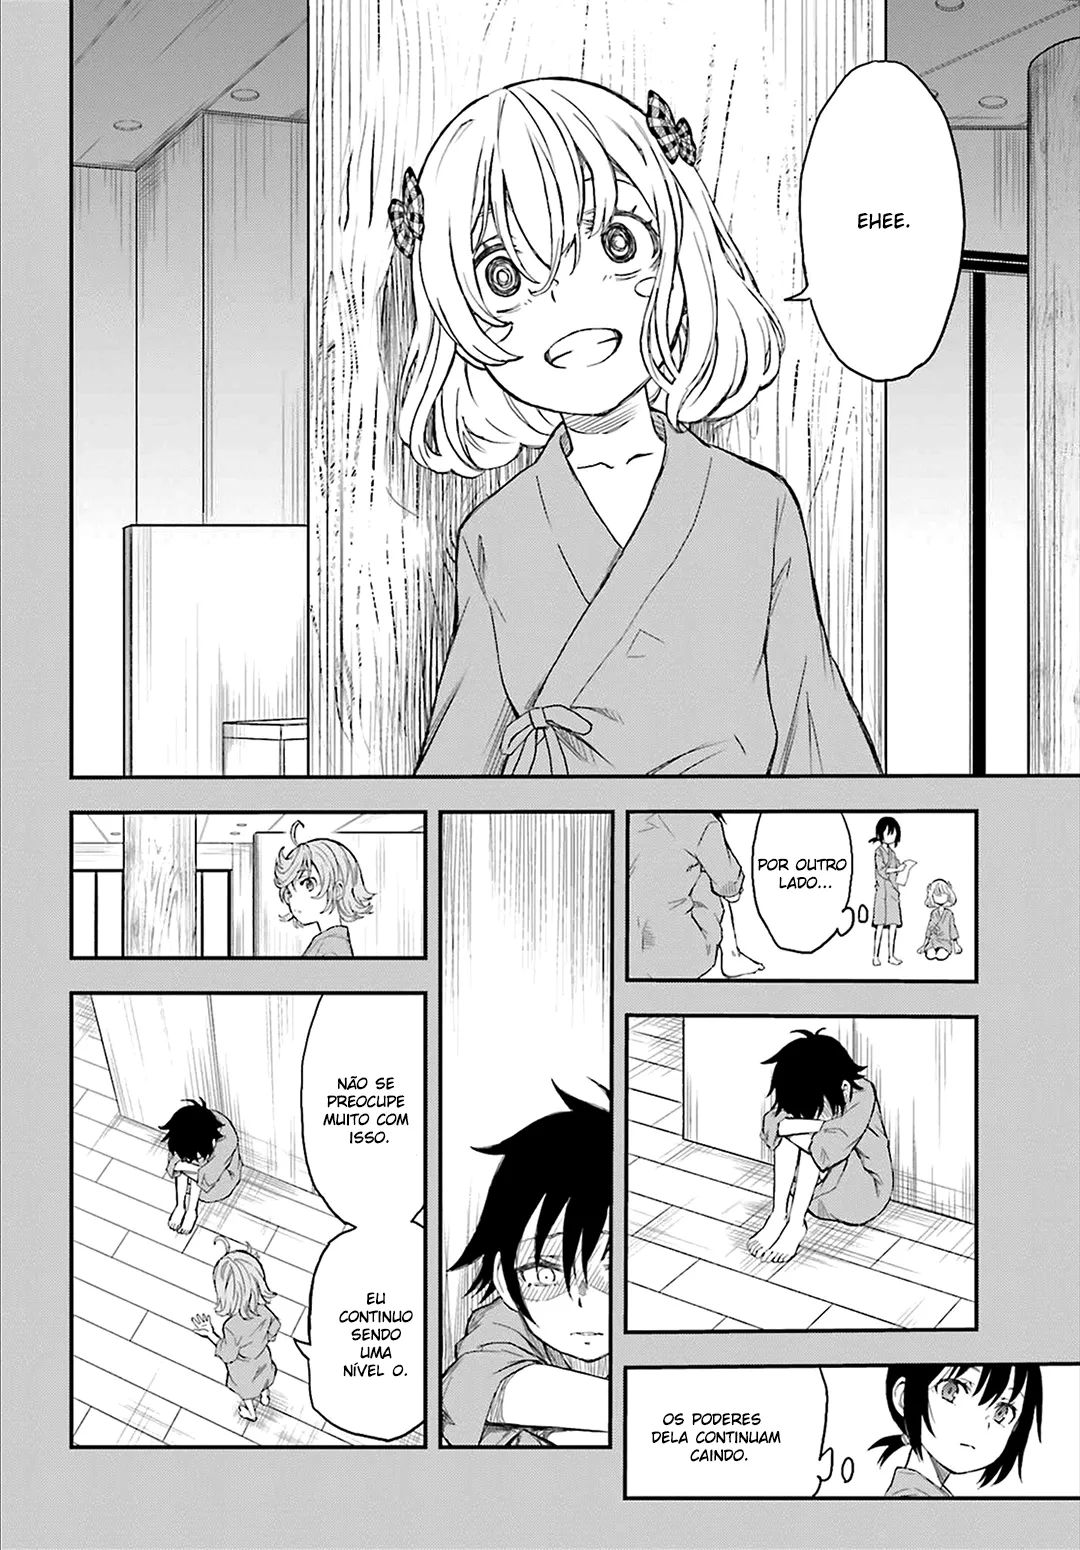 EHEE.
POR OUTRO
LADO...
OS PODERES
DELA CONTINUAM
CAINDO.
NÃO SE
PREOCUPE
MUITO COM
ISSO.
EU
CONTINUO
SENDO
UMA
NÍVEL 0.